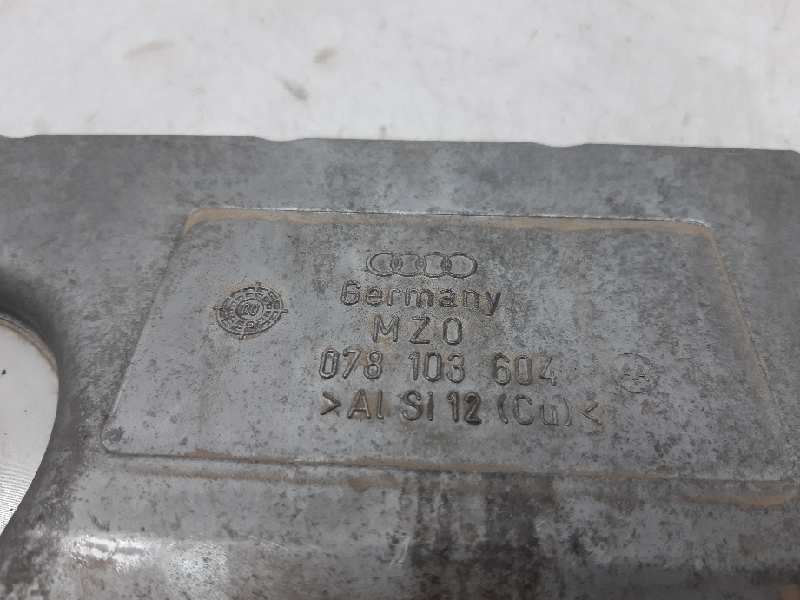 Germany
MZO
078 103 604
>Al Si 12 (Cu)<